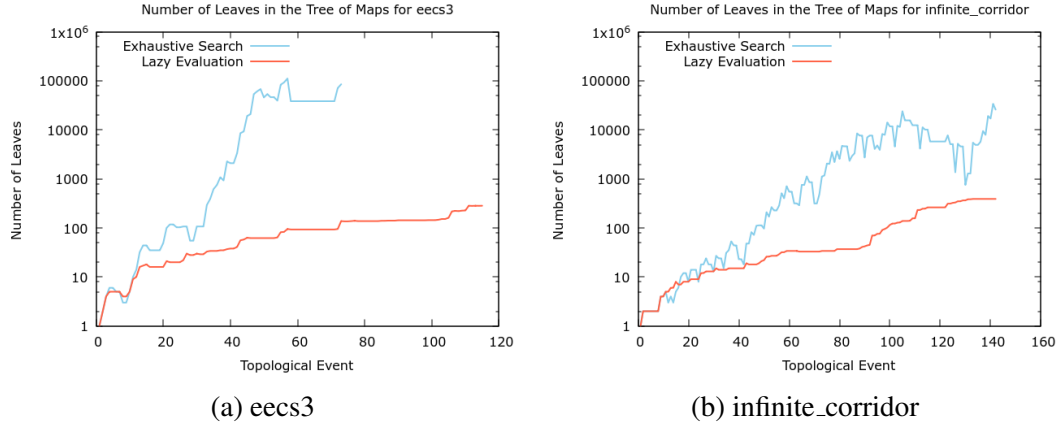 Number of Leaves in the Tree of Maps for eecs3
1x10^6
100000
10000
1000
100
10
1
Number of Leaves
Exhaustive Search
Lazy Evaluation
0 20 40 60 80 100 120
Topological Event
(a) eecs3
Number of Leaves in the Tree of Maps for infinite_corridor
1x10^6
100000
10000
1000
100
10
1
Number of Leaves
Exhaustive Search
Lazy Evaluation
0 20 40 60 80 100 120 140 160
Topological Event
(b) infinite_corridor